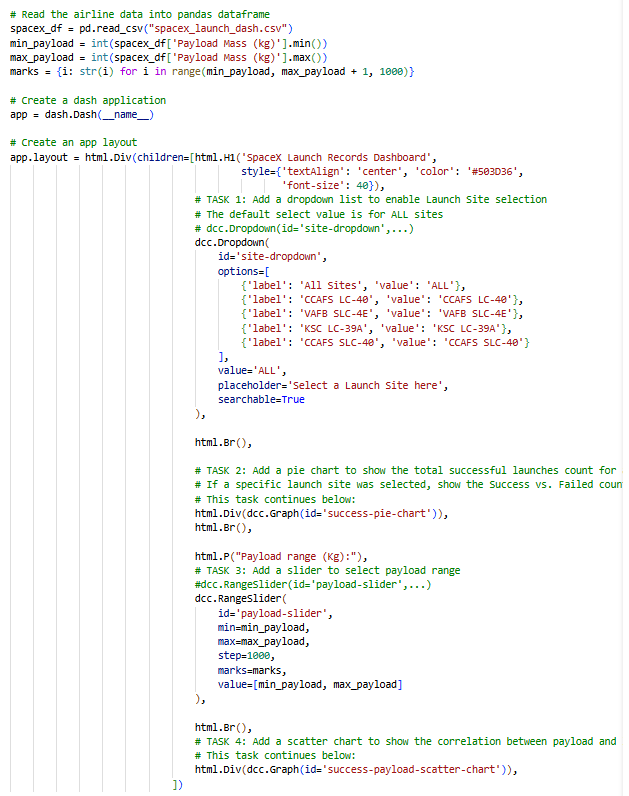 # Read the airline data into pandas dataframe
spacex_df = pd.read_csv("spacex_launch_dash.csv")
min_payload = int(spacex_df['Payload Mass (kg)'].min())
max_payload = int(spacex_df['Payload Mass (kg)'].max())
marks = {i: str(i) for i in range(min_payload, max_payload + 1, 1000)}

# Create a dash application
app = dash.Dash(__name__)

# Create an app layout
app.layout = html.Div(children=[html.H1('SpaceX Launch Records Dashboard',
                                        style={'textAlign': 'center', 'color': '#503D36',
                                               'font-size': 40}),
                                # TASK 1: Add a dropdown list to enable Launch Site selection
                                # The default select value is for ALL sites
                                # dcc.Dropdown(id='site-dropdown',...)
                                dcc.Dropdown(
                                    id='site-dropdown',
                                    options=[
                                        {'label': 'All Sites', 'value': 'ALL'},
                                        {'label': 'CCAFS LC-40', 'value': 'CCAFS LC-40'},
                                        {'label': 'VAFB SLC-4E', 'value': 'VAFB SLC-4E'},
                                        {'label': 'KSC LC-39A', 'value': 'KSC LC-39A'},
                                        {'label': 'CCAFS SLC-40', 'value': 'CCAFS SLC-40'}
                                    ],
                                    value='ALL',
                                    placeholder='Select a Launch Site here',
                                    searchable=True
                                ),

                                html.Br(),

                                # TASK 2: Add a pie chart to show the total successful launches count for
                                # If a specific launch site was selected, show the Success vs. Failed coun
                                # This task continues below:
                                html.Div(dcc.Graph(id='success-pie-chart')),
                                html.Br(),

                                html.P("Payload range (Kg):"),
                                # TASK 3: Add a slider to select payload range
                                #dcc.RangeSlider(id='payload-slider',...)
                                dcc.RangeSlider(
                                    id='payload-slider',
                                    min=min_payload,
                                    max=max_payload,
                                    step=1000,
                                    marks=marks,
                                    value=[min_payload, max_payload]
                                ),

                                html.Br(),
                                # TASK 4: Add a scatter chart to show the correlation between payload and
                                # This task continues below:
                                html.Div(dcc.Graph(id='success-payload-scatter-chart')),
                            ])